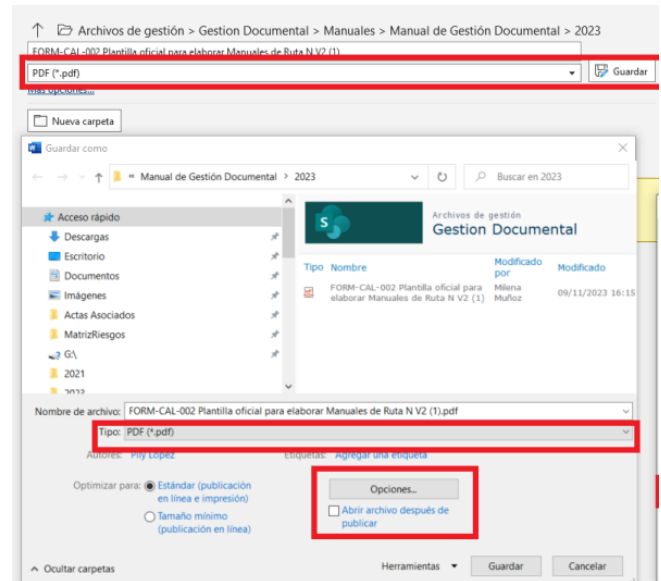 Archivos de gestión > Gestion Documental > Manuales > Manual de Gestión Documental > 2023
FORM-CAL-002 Plantilla oficial para elaborar Manuales de Ruta N V2 (1)
PDF (*.pdf)
Guardar
Más opciones...
Nueva carpeta
Guardar como
« Manual de Gestión Documental > 2023
Buscar en 2023
Acceso rápido
Descargas
Escritorio
Documentos
Imágenes
Actas Asociados
MatrizRiesgos
G:\
2021
2023
S
Archivos de gestión
Gestion Documental
Tipo Nombre Modificado por Modificado
FORM-CAL-002 Plantilla oficial para elaborar Manuales de Ruta N V2 (1) Milena Muñoz 09/11/2023 16:15
Nombre de archivo: FORM-CAL-002 Plantilla oficial para elaborar Manuales de Ruta N V2 (1).pdf
Tipo: PDF (*.pdf)
Autores: Pily Lopez
Etiquetas: Agregar una etiqueta
Optimizar para: Estándar (publicación
en línea e impresión)
Tamaño mínimo
(publicación en línea)
Opciones...
Abrir archivo después de
publicar
Ocultar carpetas
Herramientas
Guardar
Cancelar